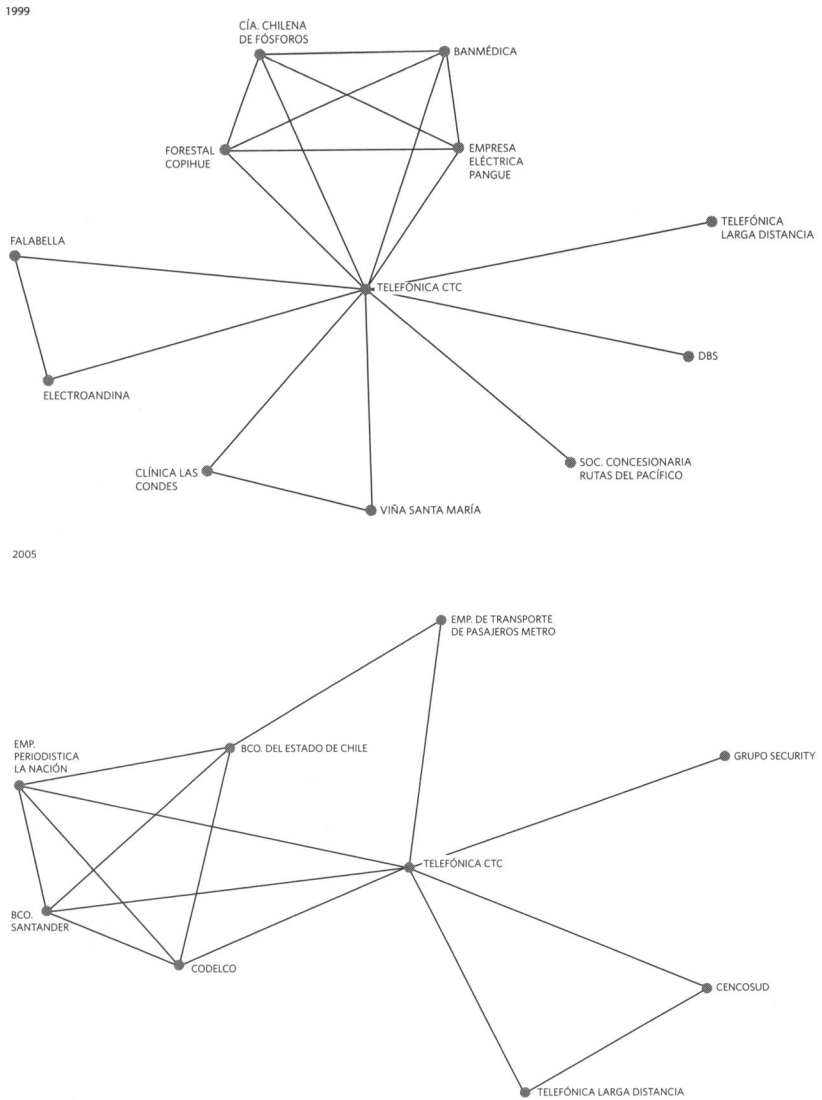 1999
CÍA. CHILENA
DE FÓSFOROS
BANMÉDICA
FORESTAL
COPIHUE
EMPRESA
ELÉCTRICA
PANGUE
TELEFÓNICA
LARGA DISTANCIA
FALABELLA
TELEFÓNICA CTC
DBS
ELECTROANDINA
SOC. CONCESIONARIA
RUTAS DEL PACÍFICO
CLÍNICA LAS
CONDES
VIÑA SANTA MARÍA
2005
EMP. DE TRANSPORTE
DE PASAJEROS METRO
EMP.
PERIODISTICA
LA NACIÓN
BCO. DEL ESTADO DE CHILE
GRUPO SECURITY
TELEFÓNICA CTC
BCO.
SANTANDER
CODELCO
CENCOSUD
TELEFÓNICA LARGA DISTANCIA